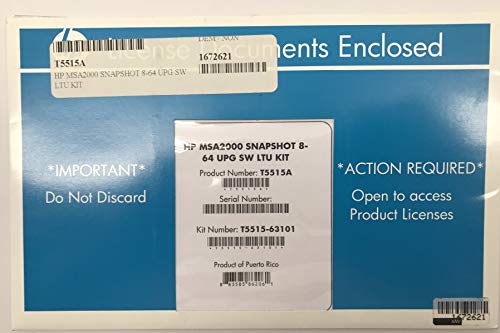 DEM - NON
License Documents Enclosed
T5515A
1672621
HP MSA2000 SNAPSHOT 8-64 UPG SW
LTU KIT
HP MSA2000 SNAPSHOT 8-
64 UPG SW LTU KIT
Product Number: T5515A
Serial Number:
Kit Number: T5515-63101
Product of Puerto Rico
*IMPORTANT*
Do Not Discard
*ACTION REQUIRED*
Open to access
Product Licenses
1672621